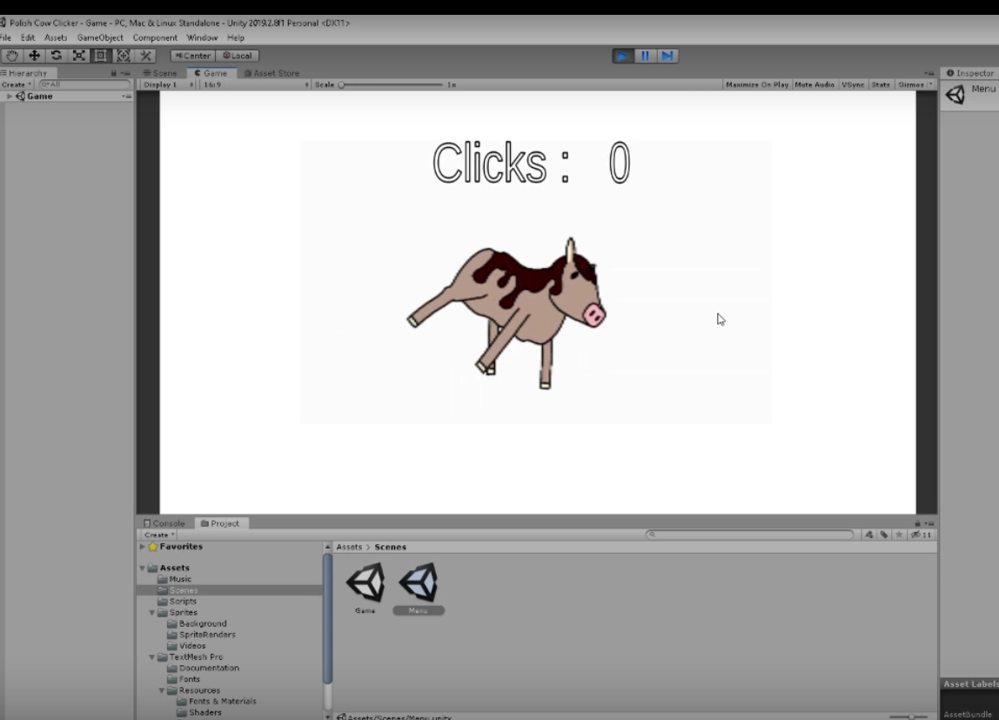 Polish Cow Clicker - Game - PC, Mac & Linux Standalone - Unity 2019.2.8f1 Personal <DX11>
File Edit Assets GameObject Component Window Help
Center Local
Hierarchy Scene Game Asset Store Inspector
Create All Display 1 16:9 Scale 1x Maximize On Play Mute Audio VSync Stats Gizmos Menu
Game
Clicks : 0
Console Project
Create 11
Favorites Assets > Scenes
Assets
Music
Scenes
Scripts Game Menu
Sprites
Background
SpriteRenders
Videos
TextMesh Pro
Documentation
Fonts
Resources Asset Labels
Fonts & Materials
Shaders Assets/Scenes/Menu.unity AssetBundle